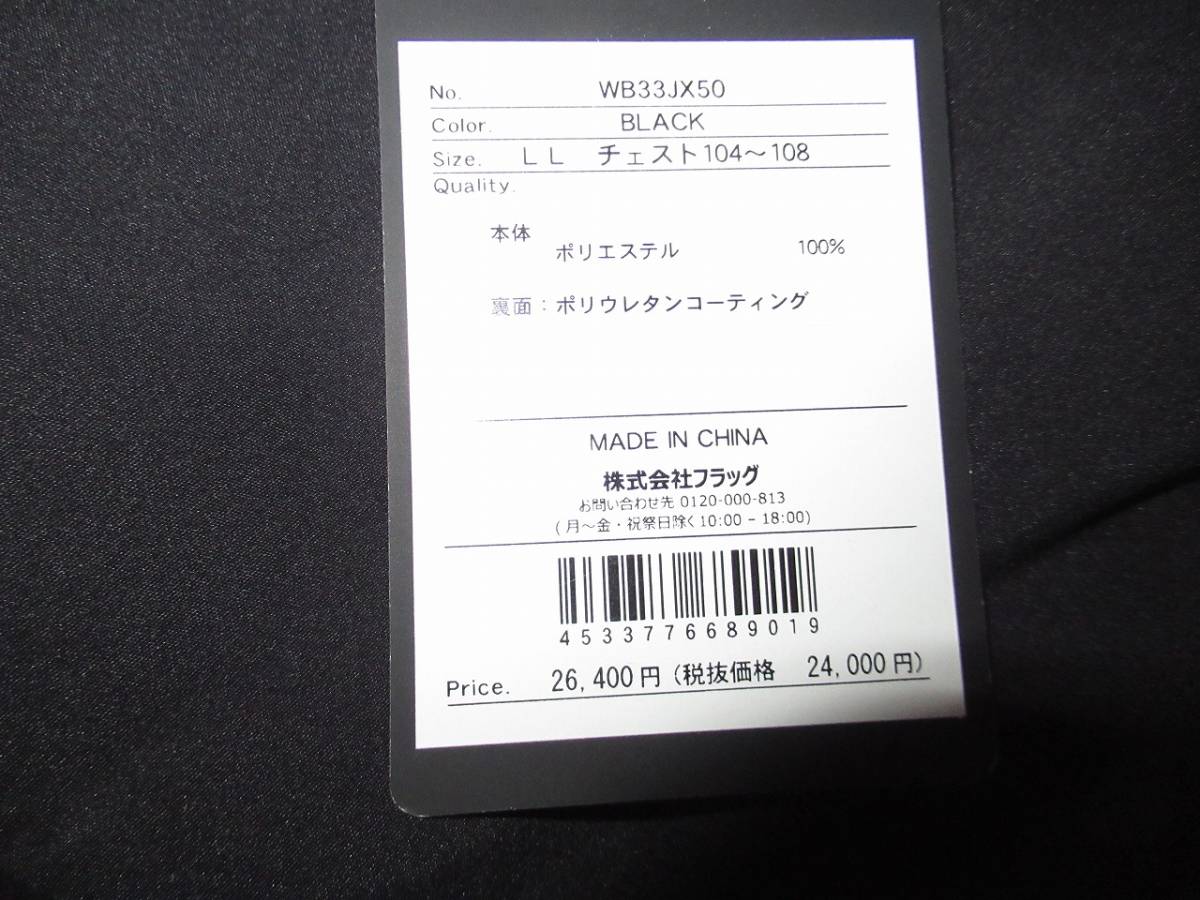 No. WB33JX50
Color. BLACK
Size. LL チェスト104～108
Quality.
本体
ポリエステル 100%
裏面：ポリウレタンコーティング
MADE IN CHINA
株式会社フラッグ
お問い合わせ先 0120-000-813
(月～金・祝祭日除く10:00 - 18:00)
4533776689019
Price. 26,400円 (税抜価格 24,000円)